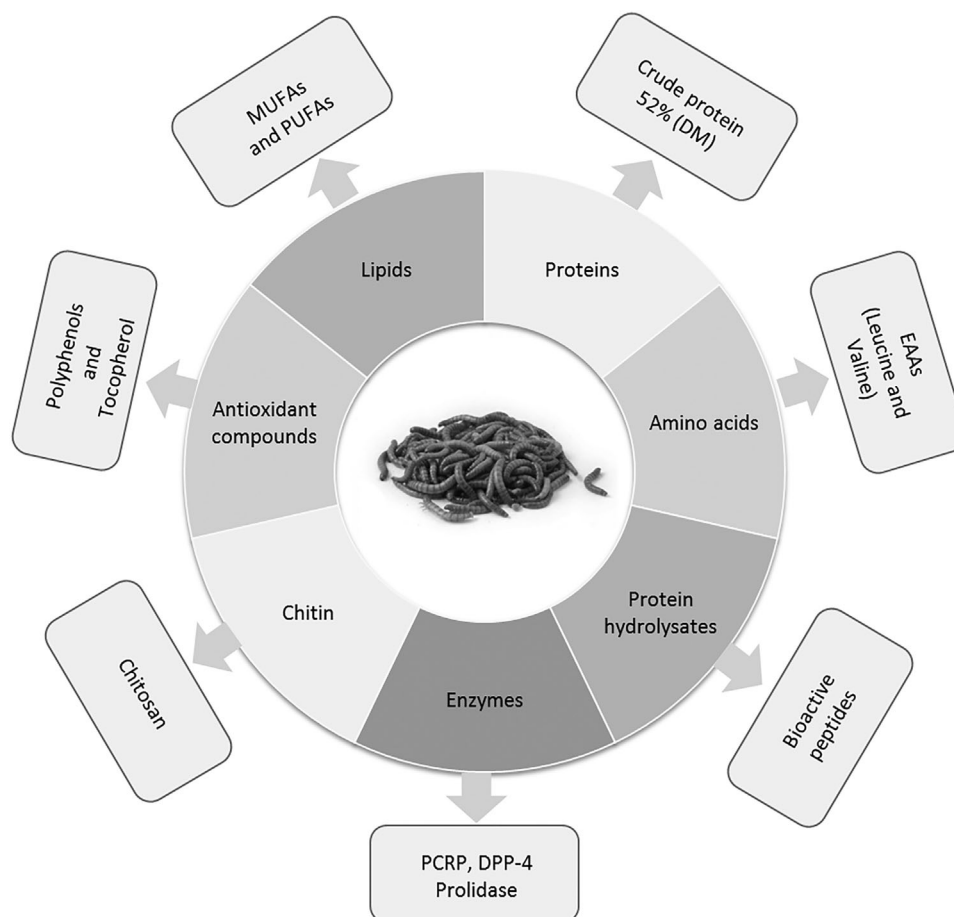 MUFAs
and PUFAs
Crude protein
52% (DM)
Lipids
Proteins
Polyphenols
and
Tocopherol
Antioxidant
compounds
Amino acids
EAAs
(Leucine and
Valine)
Chitin
Protein
hydrolysates
Chitosan
Enzymes
Bioactive
peptides
PCRP, DPP-4
Prolidase